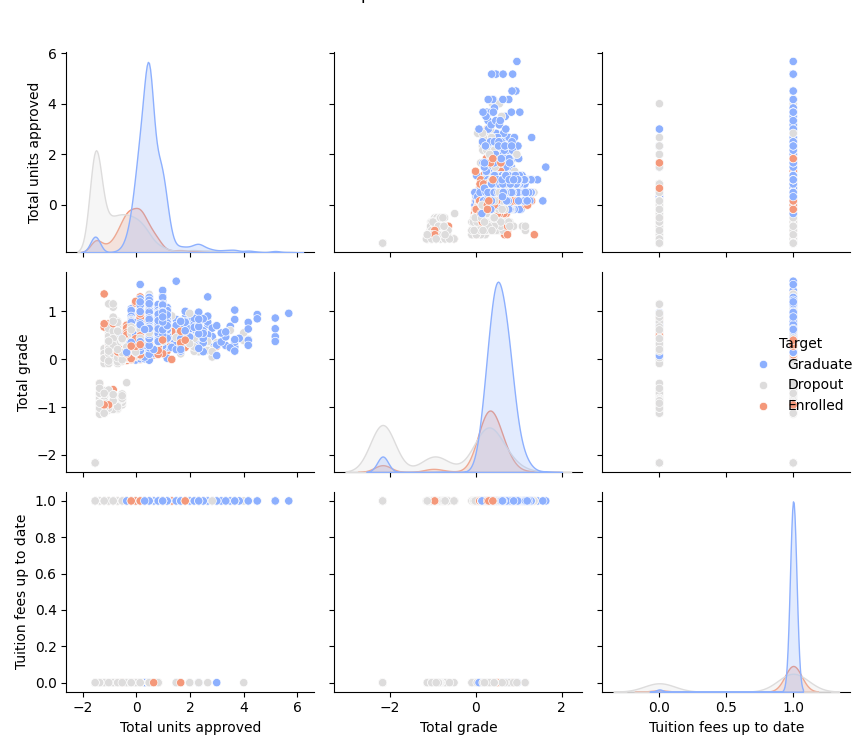 6
4
2
0
Total units approved
1
0
−1
−2
Total grade
Target
Graduate
Dropout
Enrolled
1.0
0.8
0.6
0.4
0.2
0.0
Tuition fees up to date
−2 0 2 4 6
−2 0 2
0.0 0.5 1.0
Total units approved
Total grade
Tuition fees up to date